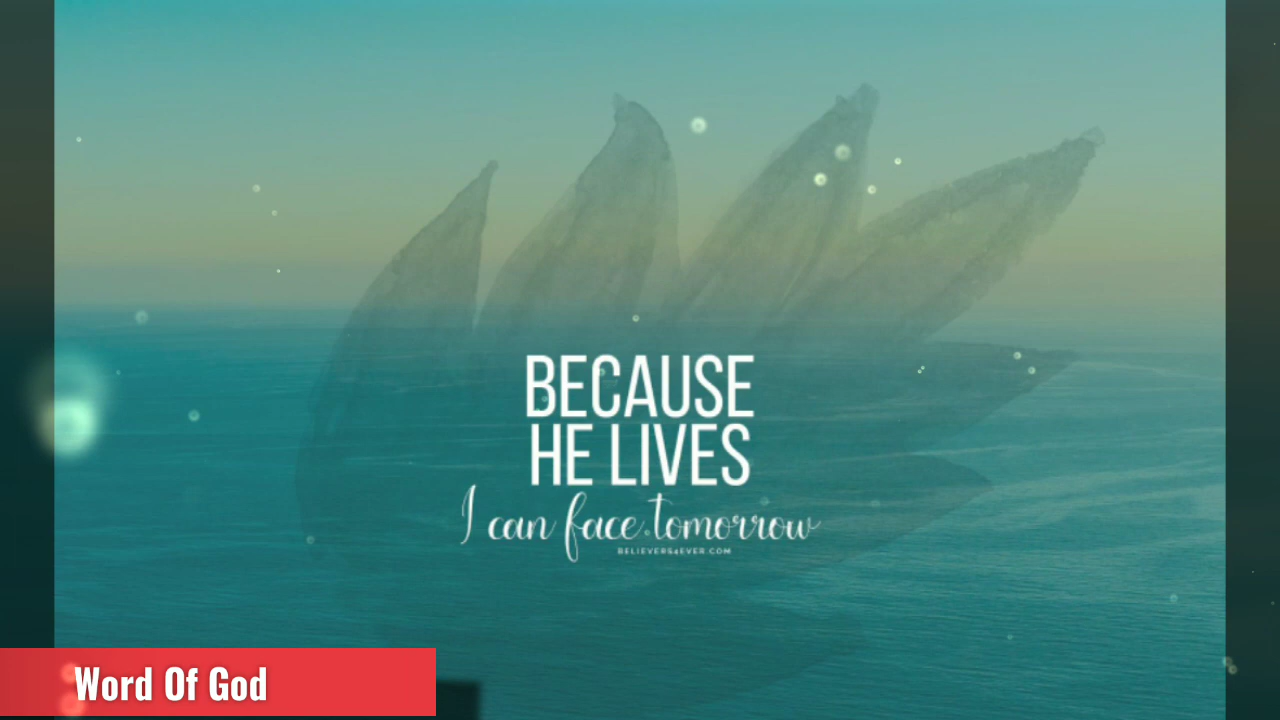 BECAUSE
HE LIVES
I can face tomorrow
BELIEVERS4EVER.COM
Word Of God